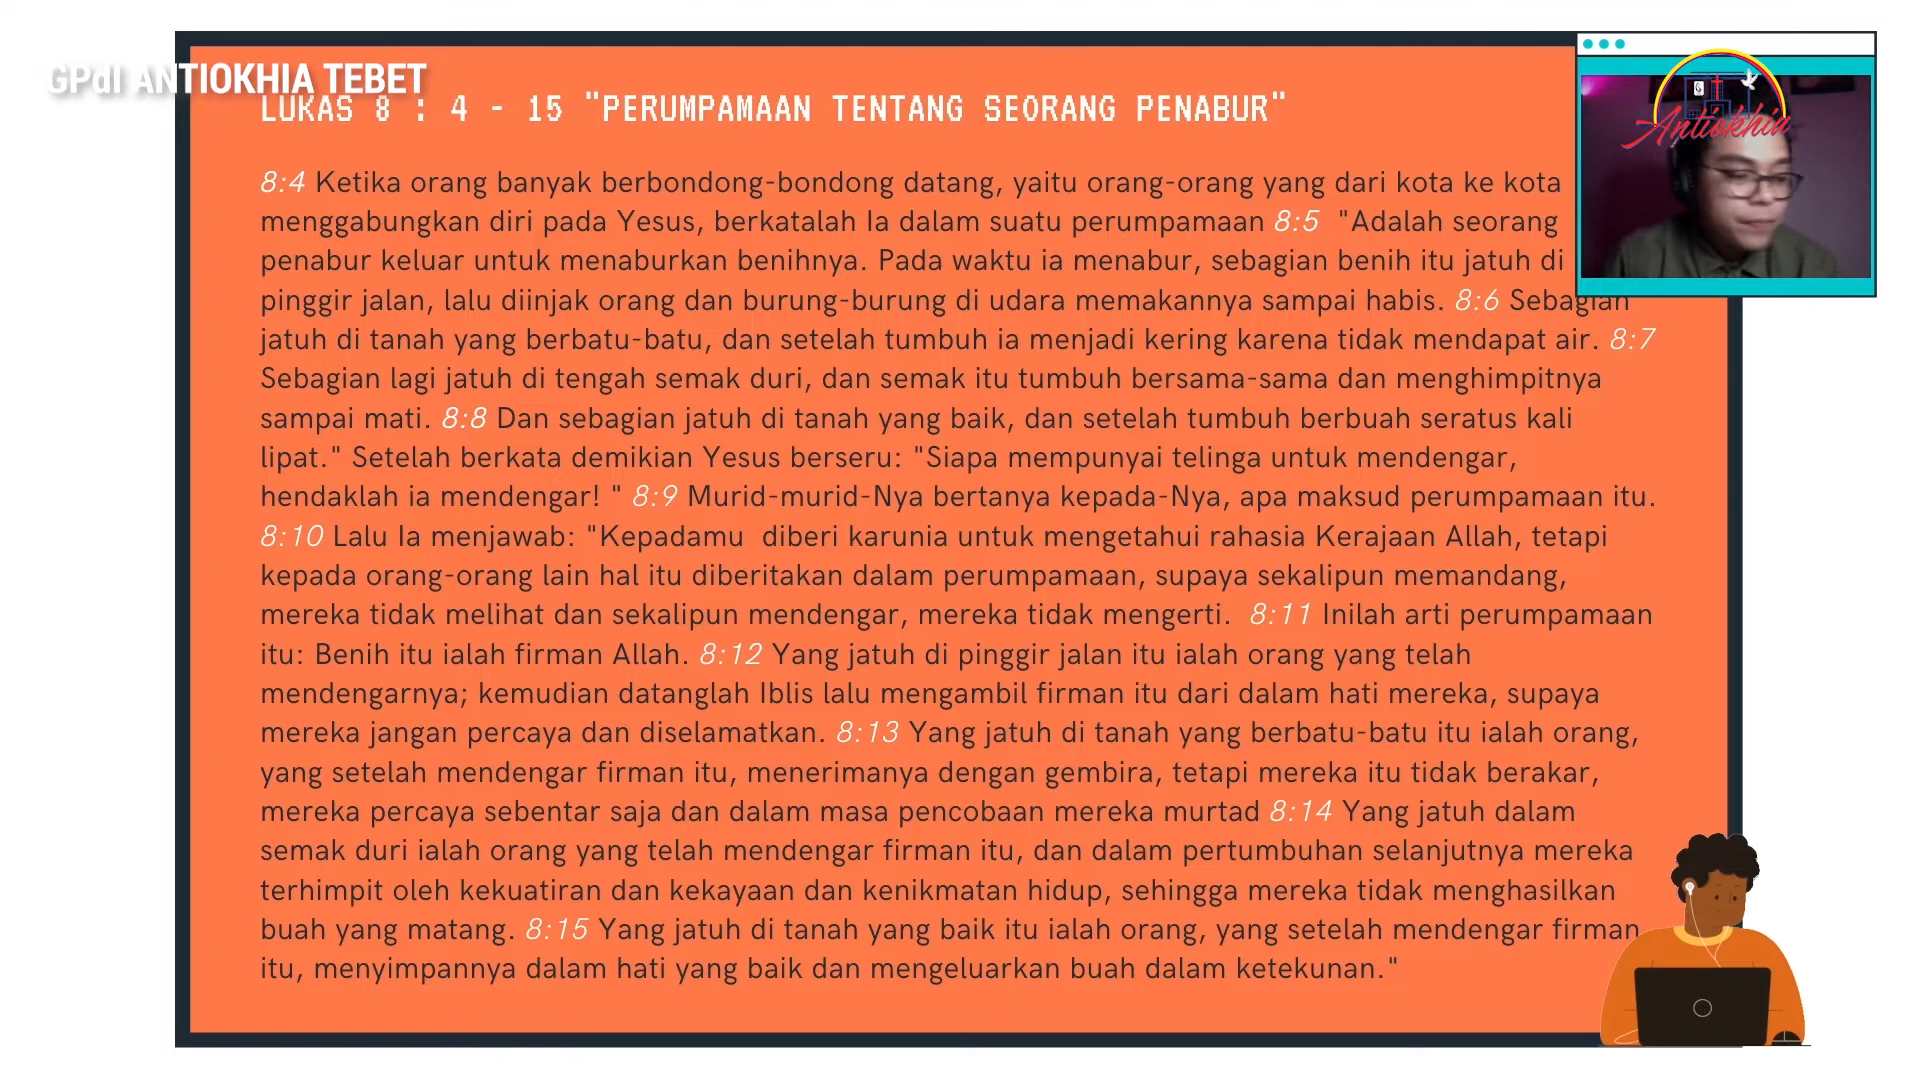 GPdI ANTIOKHIA TEBET
LUKAS 8 : 4 - 15 "PERUMPAMAAN TENTANG SEORANG PENABUR"
Antiokhia
8:4 Ketika orang banyak berbondong-bondong datang, yaitu orang-orang yang dari kota ke kota
menggabungkan diri pada Yesus, berkatalah Ia dalam suatu perumpamaan 8:5 "Adalah seorang
penabur keluar untuk menaburkan benihnya. Pada waktu ia menabur, sebagian benih itu jatuh di
pinggir jalan, lalu diinjak orang dan burung-burung di udara memakannya sampai habis. 8:6 Sebagian
jatuh di tanah yang berbatu-batu, dan setelah tumbuh ia menjadi kering karena tidak mendapat air. 8:7
Sebagian lagi jatuh di tengah semak duri, dan semak itu tumbuh bersama-sama dan menghimpitnya
sampai mati. 8:8 Dan sebagian jatuh di tanah yang baik, dan setelah tumbuh berbuah seratus kali
lipat." Setelah berkata demikian Yesus berseru: "Siapa mempunyai telinga untuk mendengar,
hendaklah ia mendengar! " 8:9 Murid-murid-Nya bertanya kepada-Nya, apa maksud perumpamaan itu.
8:10 Lalu Ia menjawab: "Kepadamu  diberi karunia untuk mengetahui rahasia Kerajaan Allah, tetapi
kepada orang-orang lain hal itu diberitakan dalam perumpamaan, supaya sekalipun memandang,
mereka tidak melihat dan sekalipun mendengar, mereka tidak mengerti.  8:11 Inilah arti perumpamaan
itu: Benih itu ialah firman Allah. 8:12 Yang jatuh di pinggir jalan itu ialah orang yang telah
mendengarnya; kemudian datanglah Iblis lalu mengambil firman itu dari dalam hati mereka, supaya
mereka jangan percaya dan diselamatkan. 8:13 Yang jatuh di tanah yang berbatu-batu itu ialah orang,
yang setelah mendengar firman itu, menerimanya dengan gembira, tetapi mereka itu tidak berakar,
mereka percaya sebentar saja dan dalam masa pencobaan mereka murtad 8:14 Yang jatuh dalam
semak duri ialah orang yang telah mendengar firman itu, dan dalam pertumbuhan selanjutnya mereka
terhimpit oleh kekuatiran dan kekayaan dan kenikmatan hidup, sehingga mereka tidak menghasilkan
buah yang matang. 8:15 Yang jatuh di tanah yang baik itu ialah orang, yang setelah mendengar firman
itu, menyimpannya dalam hati yang baik dan mengeluarkan buah dalam ketekunan."